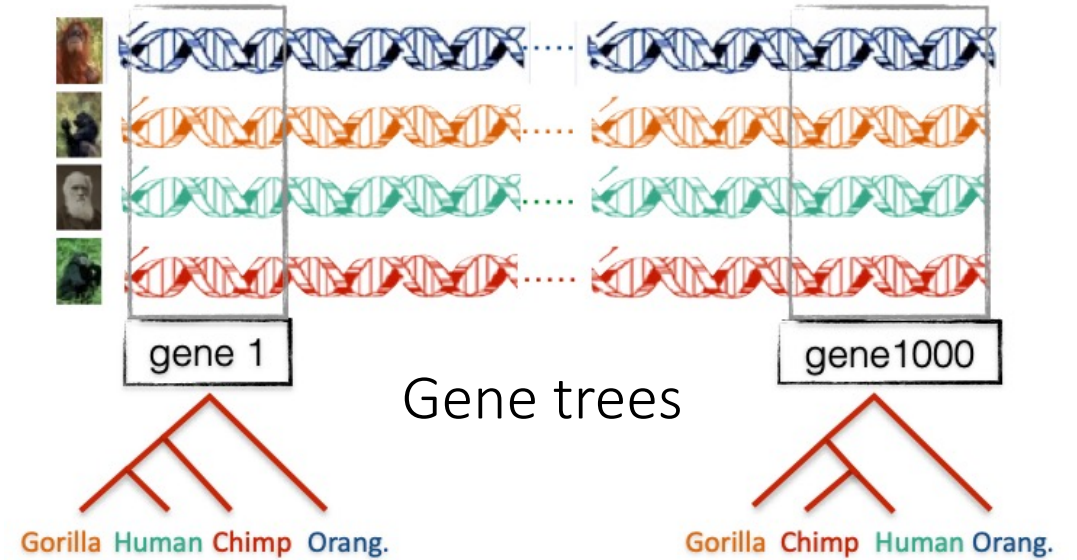 gene 1
gene1000
Gene trees
Gorilla Human Chimp Orang.
Gorilla Chimp Human Orang.